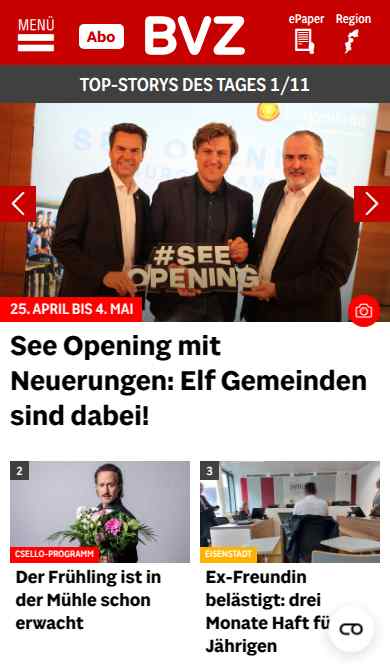 MENÜ
Abo
BVZ
ePaper
Region
TOP-STORYS DES TAGES 1/11
SEE OPENING
#SEE
OPENING
25. APRIL BIS 4. MAI
See Opening mit
Neuerungen: Elf Gemeinden
sind dabei!
2
CSELLO-PROGRAMM
Der Frühling ist in
der Mühle schon
erwacht
3
EISENSTADT
Ex-Freundin
belästigt: drei
Monate Haft
Jährigen